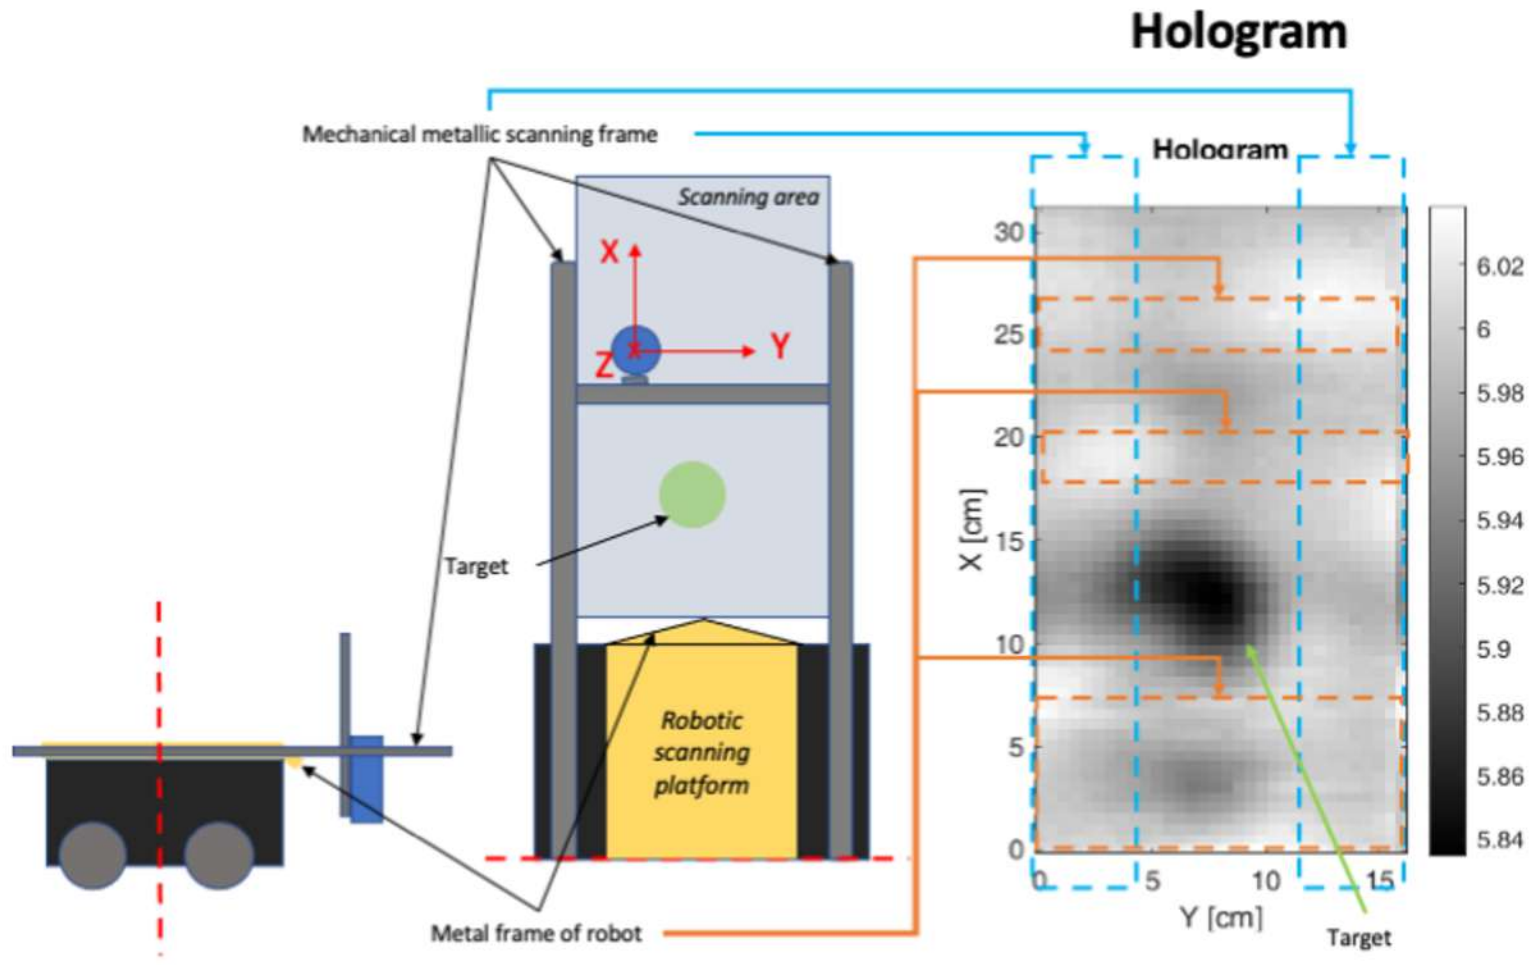 Hologram
Mechanical metallic scanning frame
Hologram
Scanning area
X
Y
Z
x
Target
Robotic
scanning
platform
Metal frame of robot
30
25
20
15
10
5
0
X [cm]
0
5
10
15
Y [cm]
6.02
6
5.98
5.96
5.94
5.92
5.9
5.88
5.86
5.84
Target